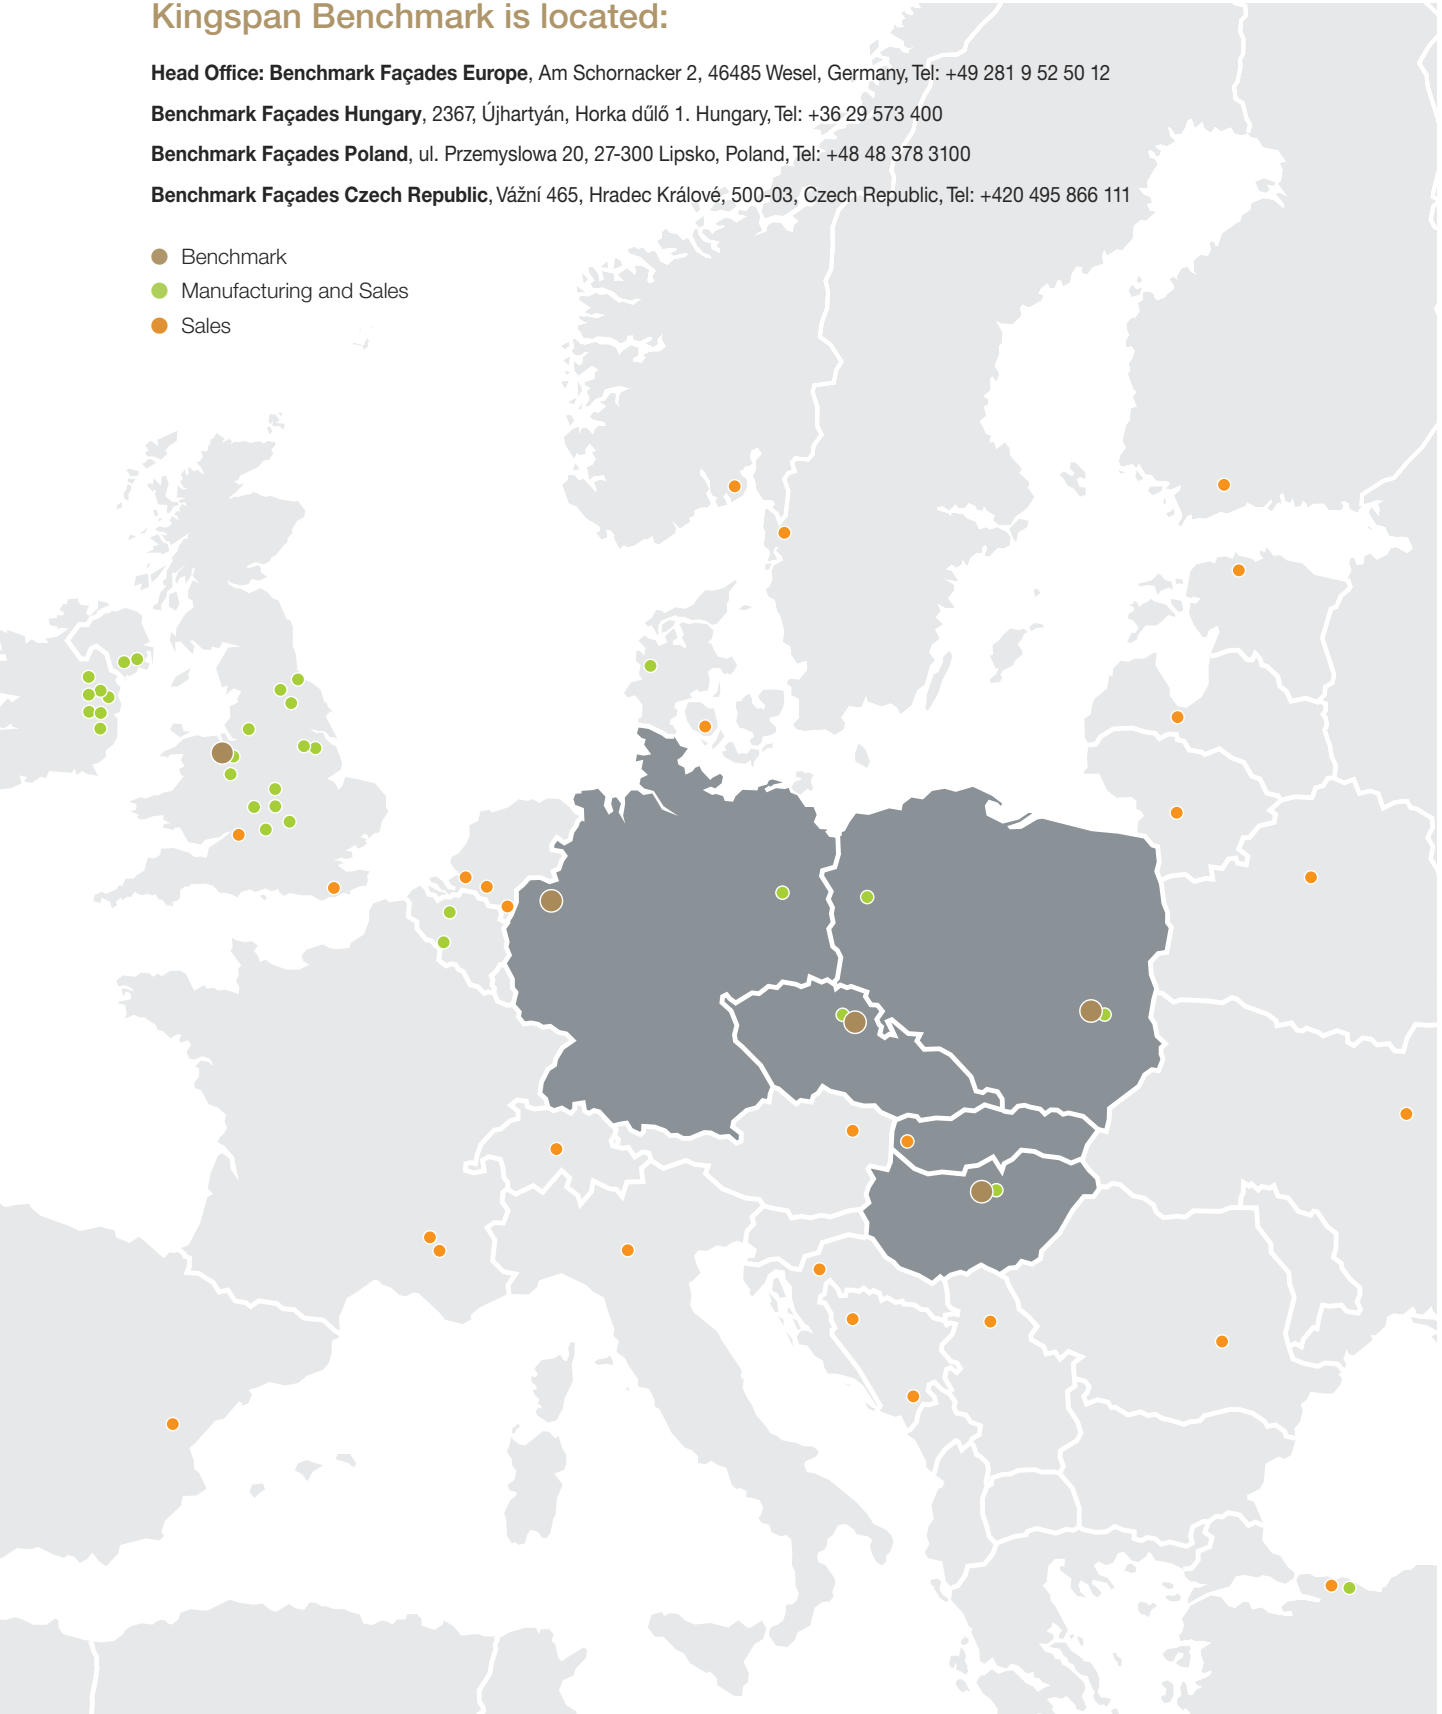 Kingspan Benchmark is located:
Head Office: Benchmark Façades Europe, Am Schornacker 2, 46485 Wesel, Germany, Tel: +49 281 9 52 50 12
Benchmark Façades Hungary, 2367, Újhartyán, Horka dűlő 1. Hungary, Tel: +36 29 573 400
Benchmark Façades Poland, ul. Przemyslowa 20, 27-300 Lipsko, Poland, Tel: +48 48 378 3100
Benchmark Façades Czech Republic, Vážní 465, Hradec Králové, 500-03, Czech Republic, Tel: +420 495 866 111
Benchmark
Manufacturing and Sales
Sales